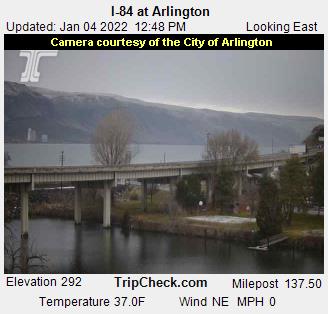 I-84 at Arlington
Updated: Jan 04 2022 12:48 PM Looking East
Camera courtesy of the City of Arlington
Elevation 292 TripCheck.com Milepost 137.50
Temperature 37.0F Wind NE MPH 0